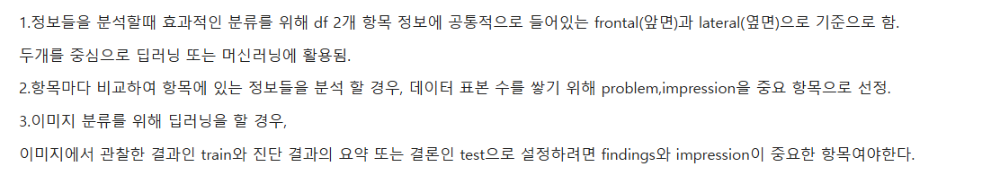 1.정보들을 분석할때 효과적인 분류를 위해 df 2개 항목 정보에 공통적으로 들어있는 frontal(앞면)과 lateral(옆면)으로 기준으로 함.
두개를 중심으로 딥러닝 또는 머신러닝에 활용됨.
2.항목마다 비교하여 항목에 있는 정보들을 분석 할 경우, 데이터 표본 수를 쌓기 위해 problem,impression을 중요 항목으로 선정.
3.이미지 분류를 위해 딥러닝을 할 경우,
이미지에서 관찰한 결과인 train와 진단 결과의 요약 또는 결론인 test으로 설정하려면 findings와 impression이 중요한 항목여야한다.